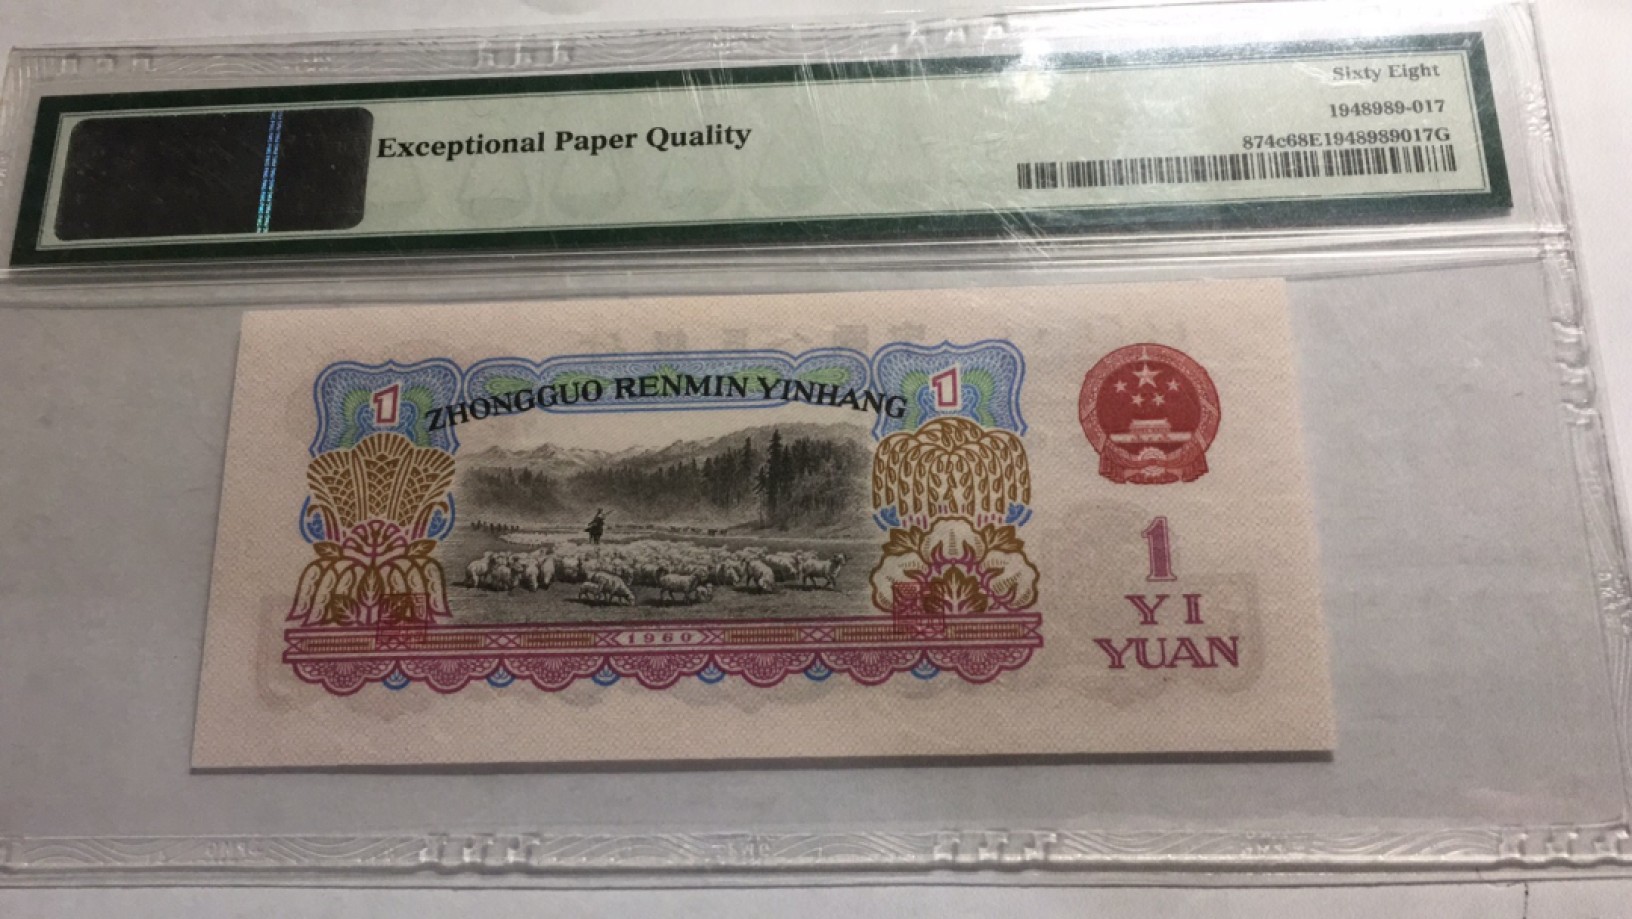 Sixty Eight
1948989-017
Exceptional Paper Quality
874c68E1948989017G
1
1
ZHONGGUO RENMIN YINHANG
1
YI
YUAN
1960